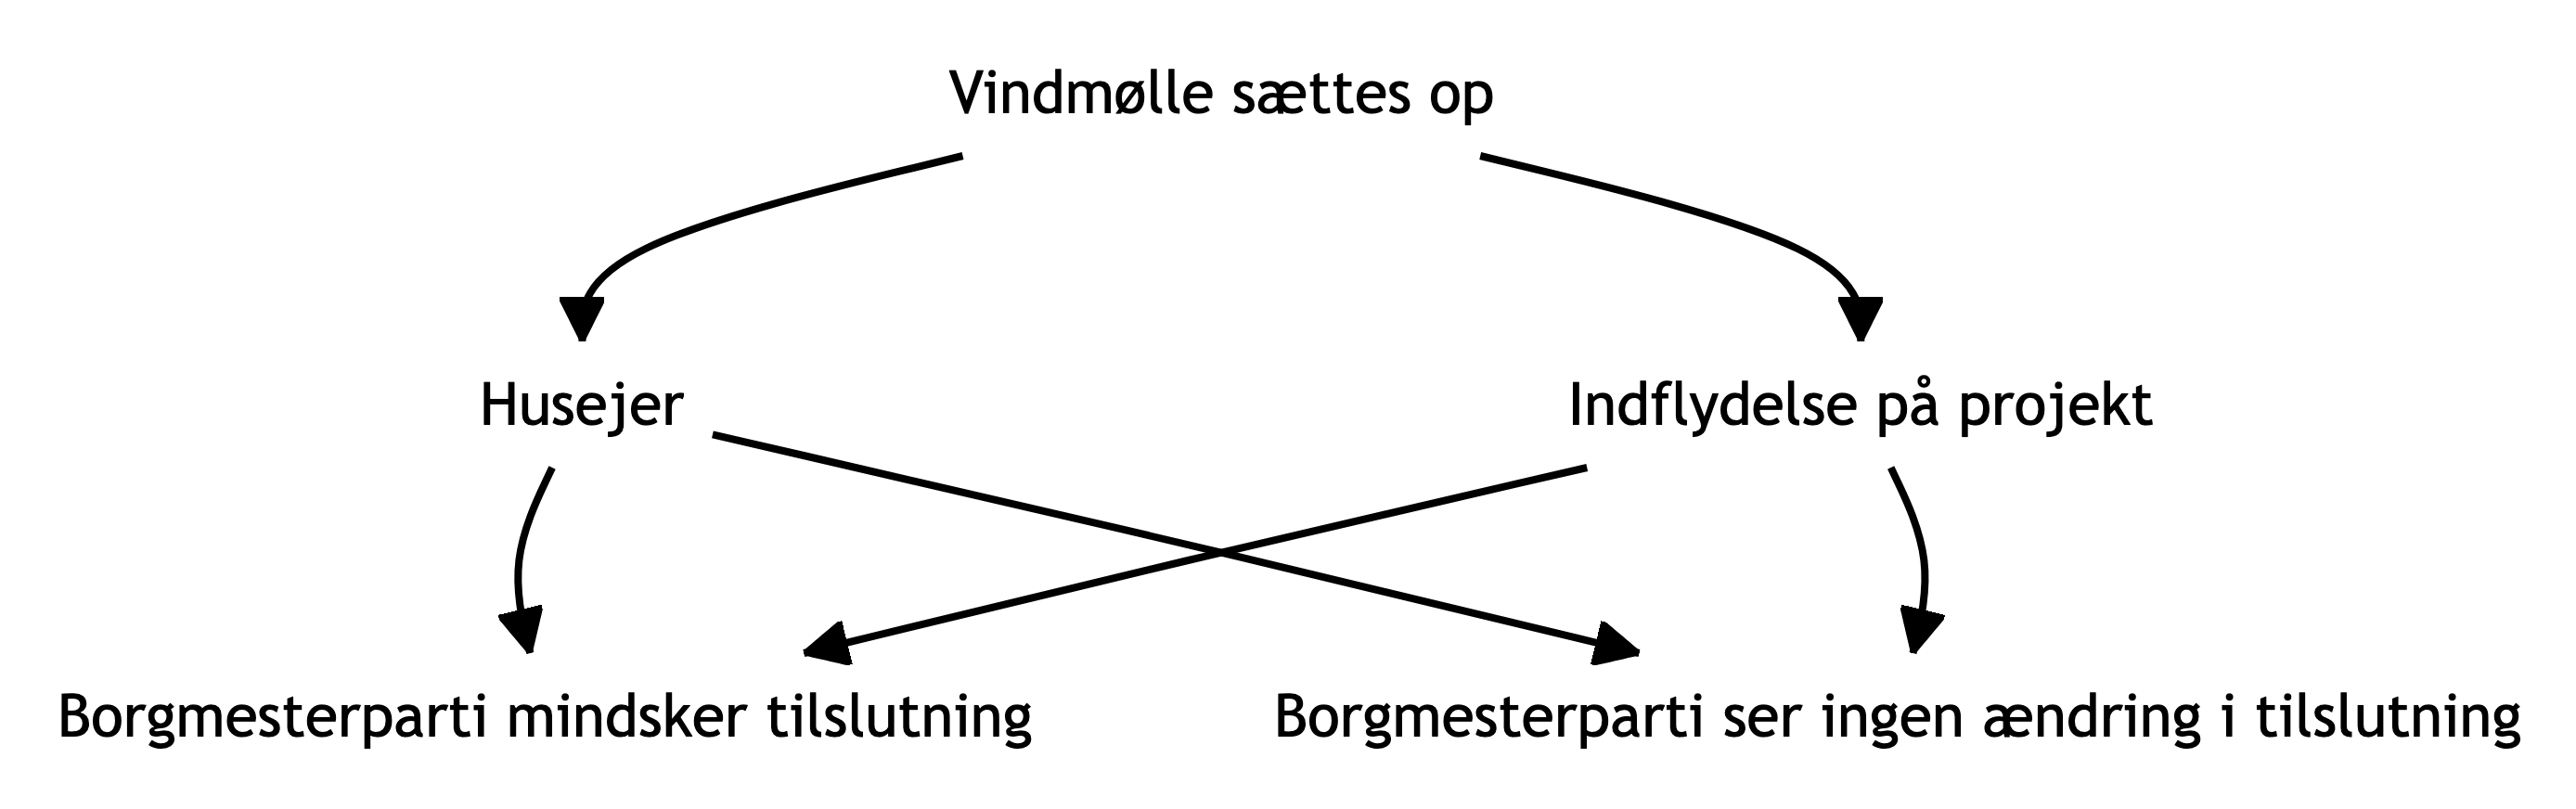 Vindmølle sættes op
Husejer
Indflydelse på projekt
Borgmesterparti mindsker tilslutning
Borgmesterparti ser ingen ændring i tilslutning